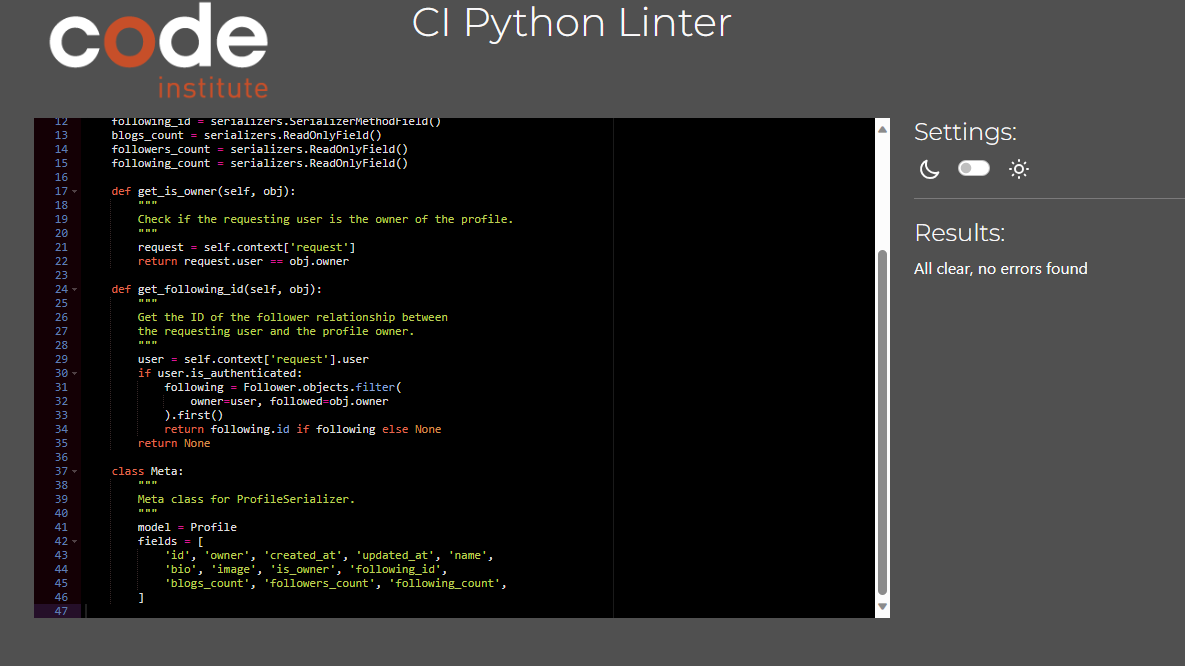 code
institute
CI Python Linter
12 following_id = serializers.SerializerMethodField()
13 blogs_count = serializers.ReadOnlyField()
14 followers_count = serializers.ReadOnlyField()
15 following_count = serializers.ReadOnlyField()
16
17 def get_is_owner(self, obj):
18 """
19 Check if the requesting user is the owner of the profile.
20 """
21 request = self.context['request']
22 return request.user == obj.owner
23
24 def get_following_id(self, obj):
25 """
26 Get the ID of the follower relationship between
27 the requesting user and the profile owner.
28 """
29 user = self.context['request'].user
30 if user.is_authenticated:
31 following = Follower.objects.filter(
32 owner=user, followed=obj.owner
33 ).first()
34 return following.id if following else None
35 return None
36
37 class Meta:
38 """
39 Meta class for ProfileSerializer.
40 """
41 model = Profile
42 fields = [
43 'id', 'owner', 'created_at', 'updated_at', 'name',
44 'bio', 'image', 'is_owner', 'following_id',
45 'blogs_count', 'followers_count', 'following_count',
46 ]
47
Settings:
Results:
All clear, no errors found